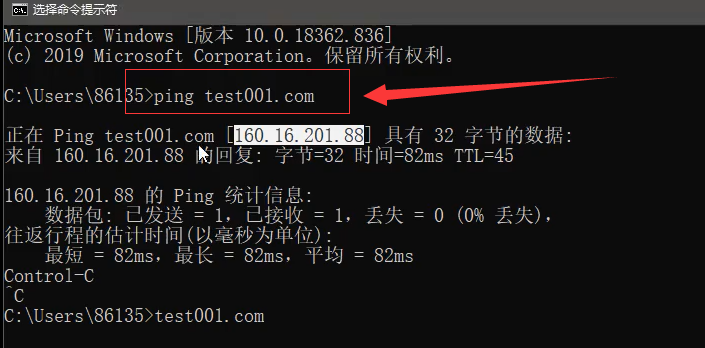 选择命令提示符
Microsoft Windows [版本 10.0.18362.836]
(c) 2019 Microsoft Corporation。保留所有权利。
C:\Users\86135>ping test001.com
正在 Ping test001.com [160.16.201.88] 具有 32 字节的数据:
来自 160.16.201.88 的回复: 字节=32 时间=82ms TTL=45
160.16.201.88 的 Ping 统计信息:
数据包: 已发送 = 1，已接收 = 1，丢失 = 0 (0% 丢失)，
往返行程的估计时间(以毫秒为单位):
最短 = 82ms，最长 = 82ms，平均 = 82ms
Control-C
^C
C:\Users\86135>test001.com